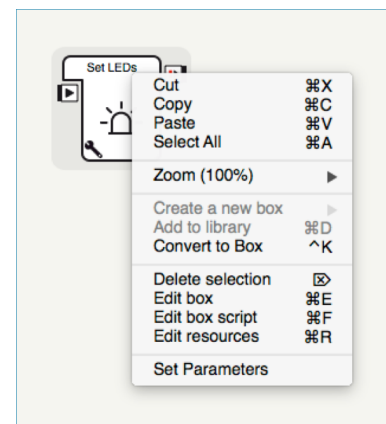 Set LEDs
Cut ⌘X
Copy ⌘C
Paste ⌘V
Select All ⌘A
Zoom (100%) ▶
Create a new box ▶
Add to library ⌘D
Convert to Box ^K
Delete selection ⌦
Edit box ⌘E
Edit box script ⌘F
Edit resources ⌘R
Set Parameters